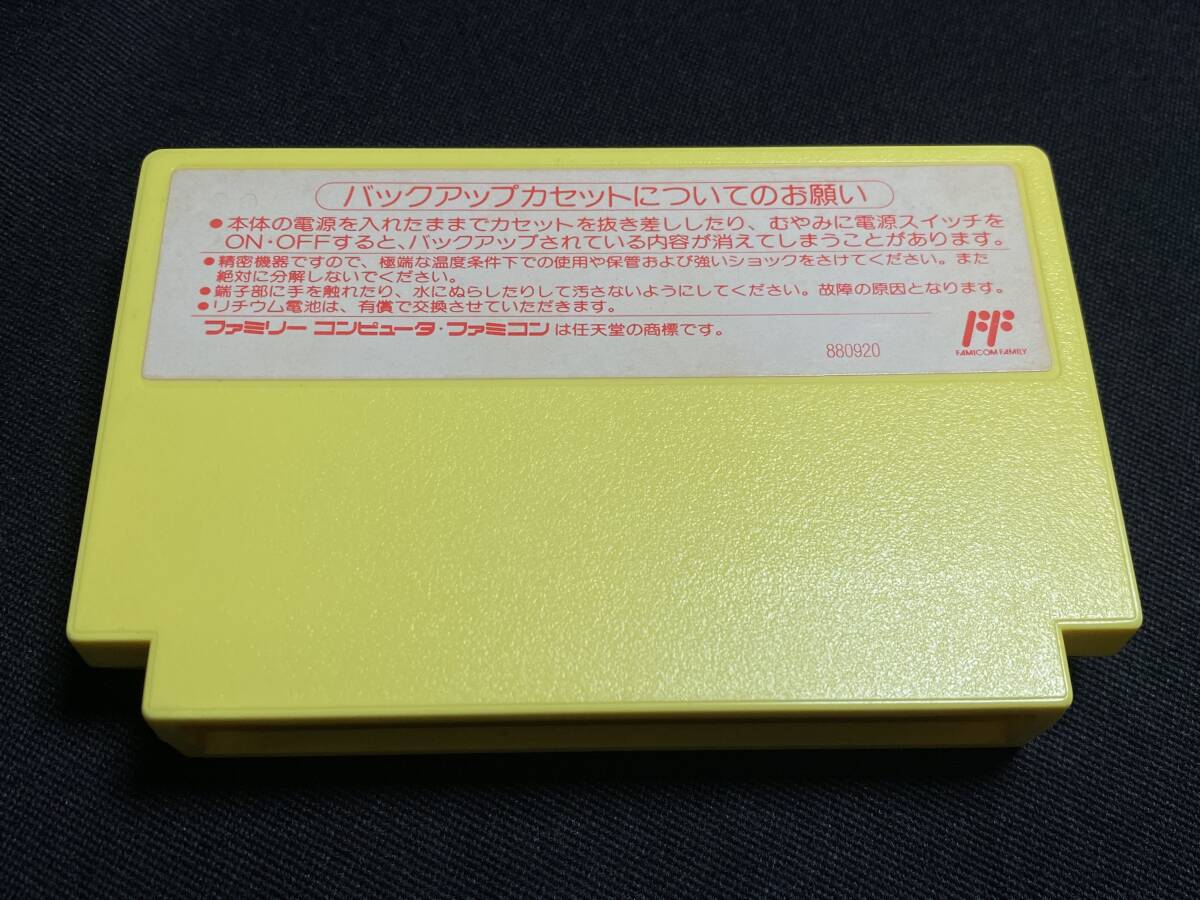 バックアップカセットについてのお願い
●本体の電源を入れたままでカセットを抜き差ししたり、むやみに電源スイッチを
ON・OFFすると、バックアップされている内容が消えてしまうことがあります。
●精密機器ですので、極端な温度条件下での使用や保管および強いショックをさけてください。また
絶対に分解しないでください。
●端子部に手を触れたり、水にぬらしたりして汚さないようにしてください。故障の原因となります。
●リチウム電池は、有償で交換させていただきます。
ファミリー コンピュータ・ファミコンは任天堂の商標です。
880920
FAMICOM FAMILY